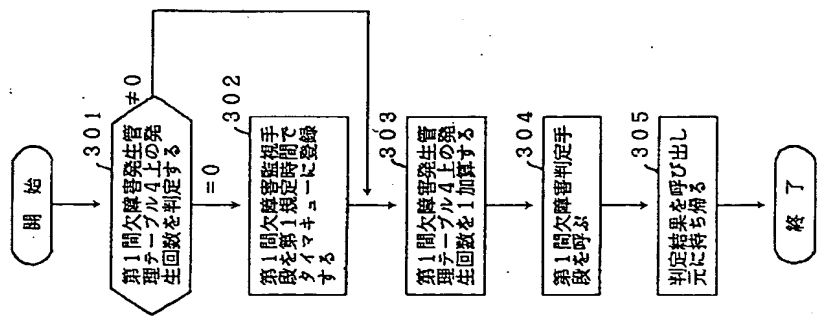 開始
301
第1間欠障害発生管
理テーブル4上の発
生回数を判定する
≠0
=0
302
第1間欠障害監視手
段を第1規定時間で
タイマキューに登録
する
303
第1間欠障害発生管
理テーブル4上の発
生回数を1加算する
304
第1間欠障害判定手
段を呼ぶ
305
判定結果を呼び出し
元に持ち帰る
終了